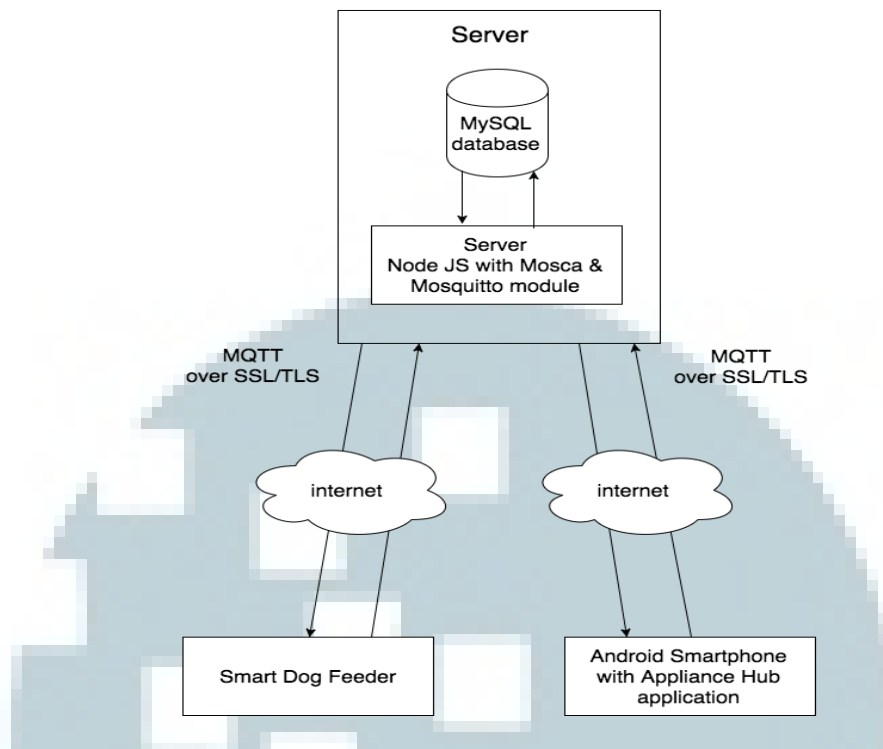 Server
MySQL
database
Server
Node JS with Mosca &
Mosquitto module
MQTT
over SSL/TLS
MQTT
over SSL/TLS
internet
internet
Smart Dog Feeder
Android Smartphone
with Appliance Hub
application